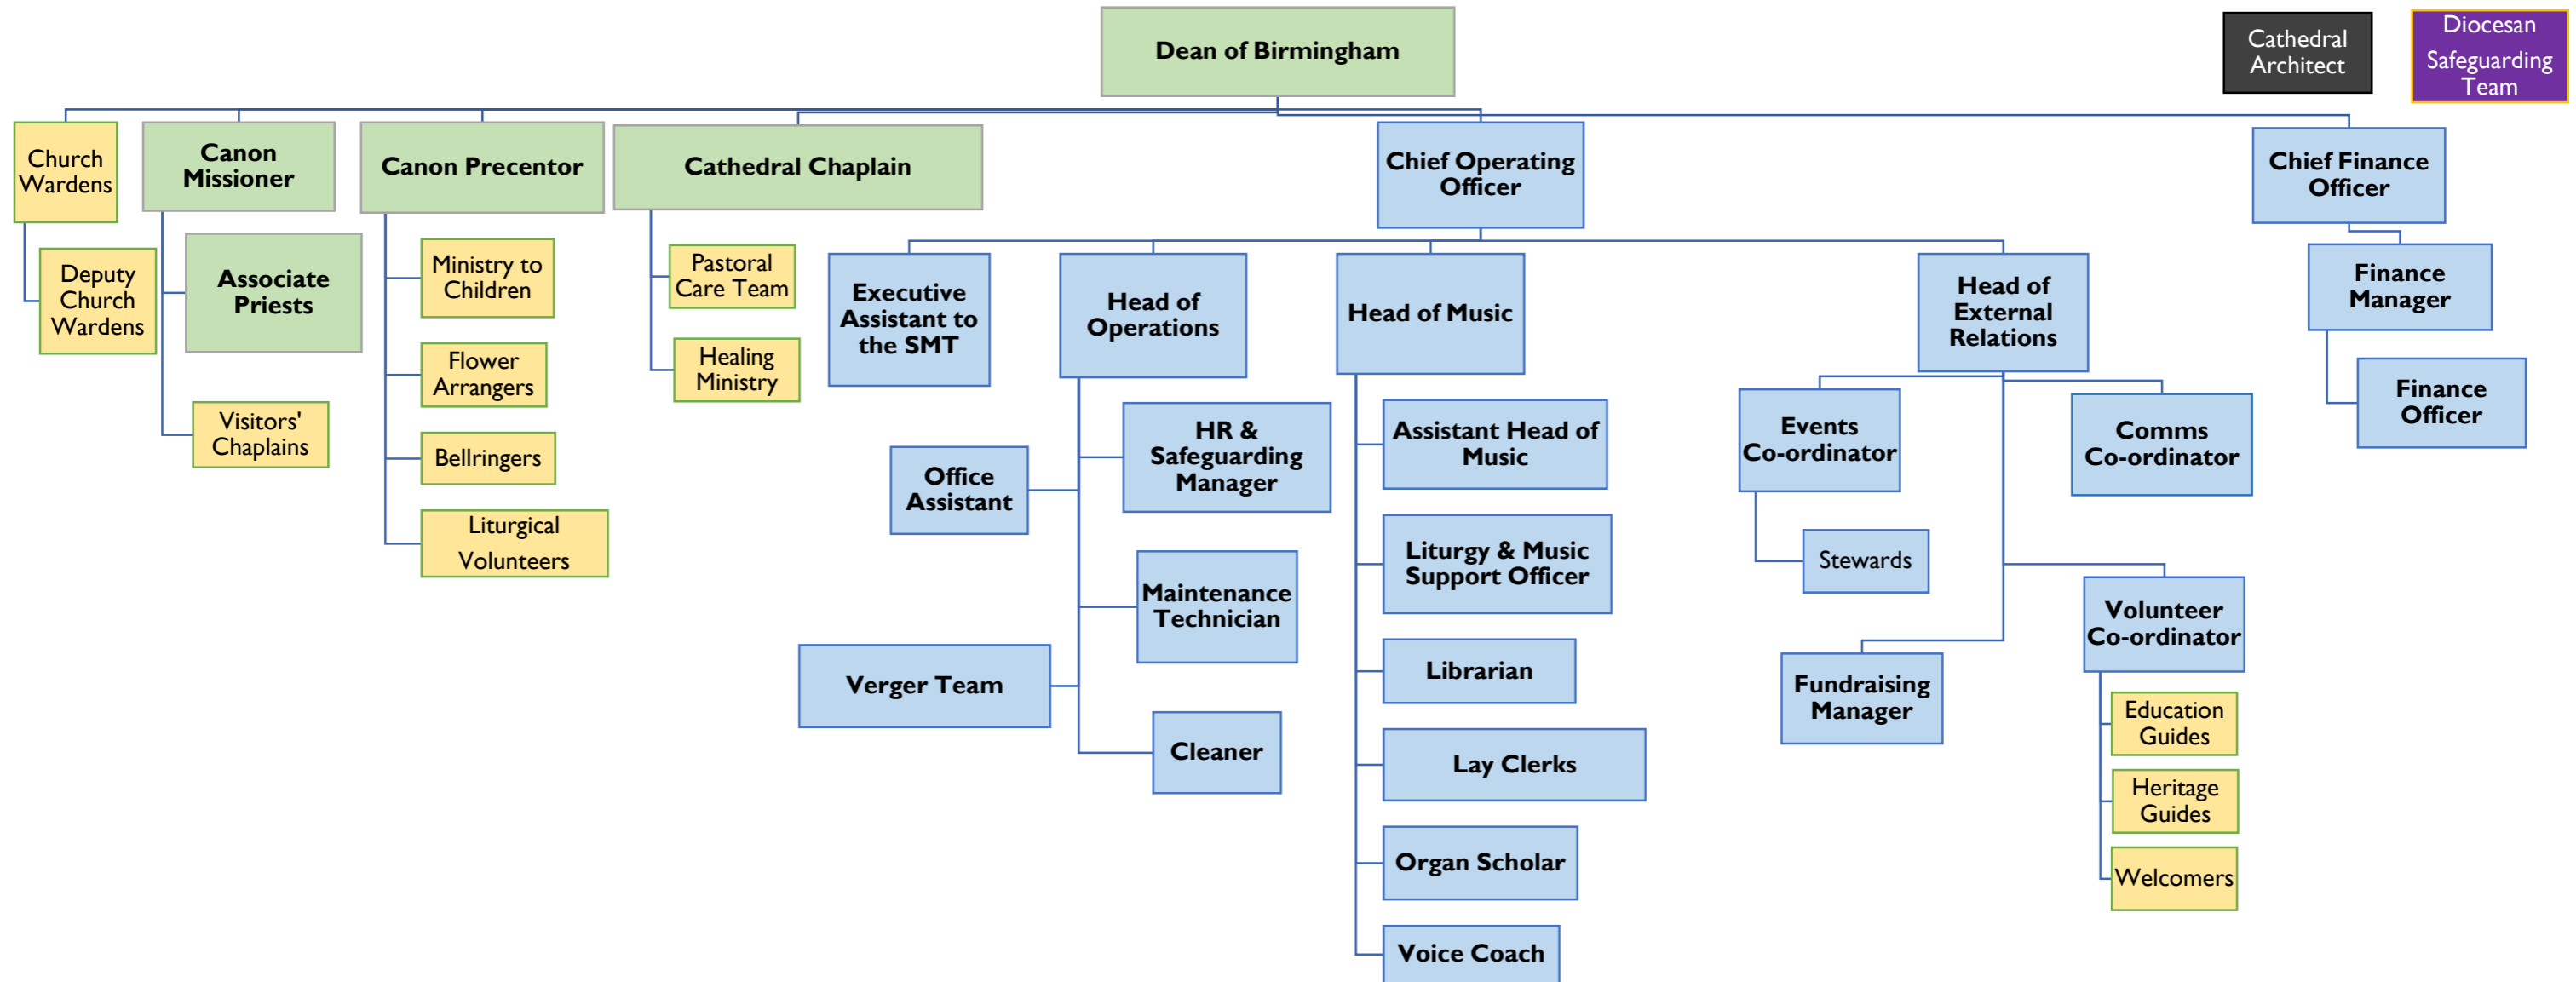 Dean of Birmingham
Cathedral
Architect
Diocesan
Safeguarding
Team
Church
Wardens
Canon
Missioner
Canon Precentor
Cathedral Chaplain
Chief Operating
Officer
Chief Finance
Officer
Deputy
Church
Wardens
Associate
Priests
Visitors'
Chaplains
Ministry to
Children
Flower
Arrangers
Bellringers
Liturgical
Volunteers
Pastoral
Care Team
Healing
Ministry
Executive
Assistant to
the SMT
Head of
Operations
Head of Music
Head of
External
Relations
Finance
Manager
Finance
Officer
Office
Assistant
HR &
Safeguarding
Manager
Maintenance
Technician
Verger Team
Cleaner
Assistant Head of
Music
Liturgy & Music
Support Officer
Librarian
Lay Clerks
Organ Scholar
Voice Coach
Events
Co-ordinator
Comms
Co-ordinator
Stewards
Volunteer
Co-ordinator
Fundraising
Manager
Education
Guides
Heritage
Guides
Welcomers